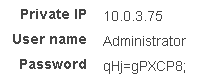 Private IP 10.0.3.75
User name Administrator
Password qHj=gPXCP8;